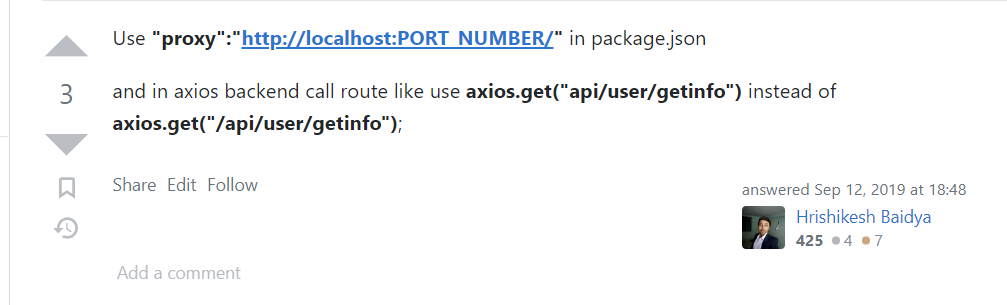 Use "proxy":"http://localhost:PORT_NUMBER/" in package.json
3
and in axios backend call route like use axios.get("api/user/getinfo") instead of
axios.get("/api/user/getinfo");
Share Edit Follow
answered Sep 12, 2019 at 18:48
Hrishikesh Baidya
425 4 7
Add a comment